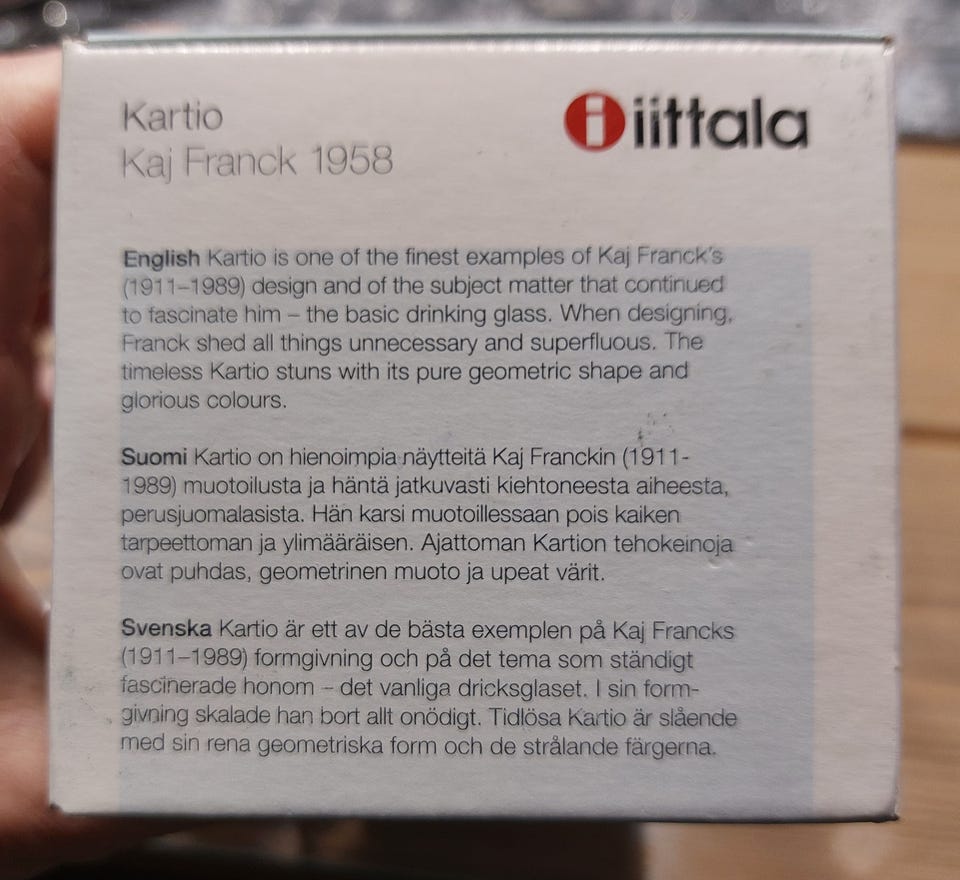 Kartio
Kaj Franck 1958
i iittala
English Kartio is one of the finest examples of Kaj Franck's
(1911–1989) design and of the subject matter that continued
to fascinate him – the basic drinking glass. When designing,
Franck shed all things unnecessary and superfluous. The
timeless Kartio stuns with its pure geometric shape and
glorious colours.
Suomi Kartio on hienoimpia näytteitä Kaj Franckin (1911-
1989) muotoilusta ja häntä jatkuvasti kiehtoneesta aiheesta,
perusjuomalasista. Hän karsi muotoillessaan pois kaiken
tarpeettoman ja ylimääräisen. Ajattoman Kartion tehokeinoja
ovat puhdas, geometrinen muoto ja upeat värit.
Svenska Kartio är ett av de bästa exemplen på Kaj Francks
(1911–1989) formgivning och på det tema som ständigt
fascinerade honom – det vanliga dricksglaset. I sin form-
givning skalade han bort allt onödigt. Tidlösa Kartio är slående
med sin rena geometriska form och de strålande färgerna.